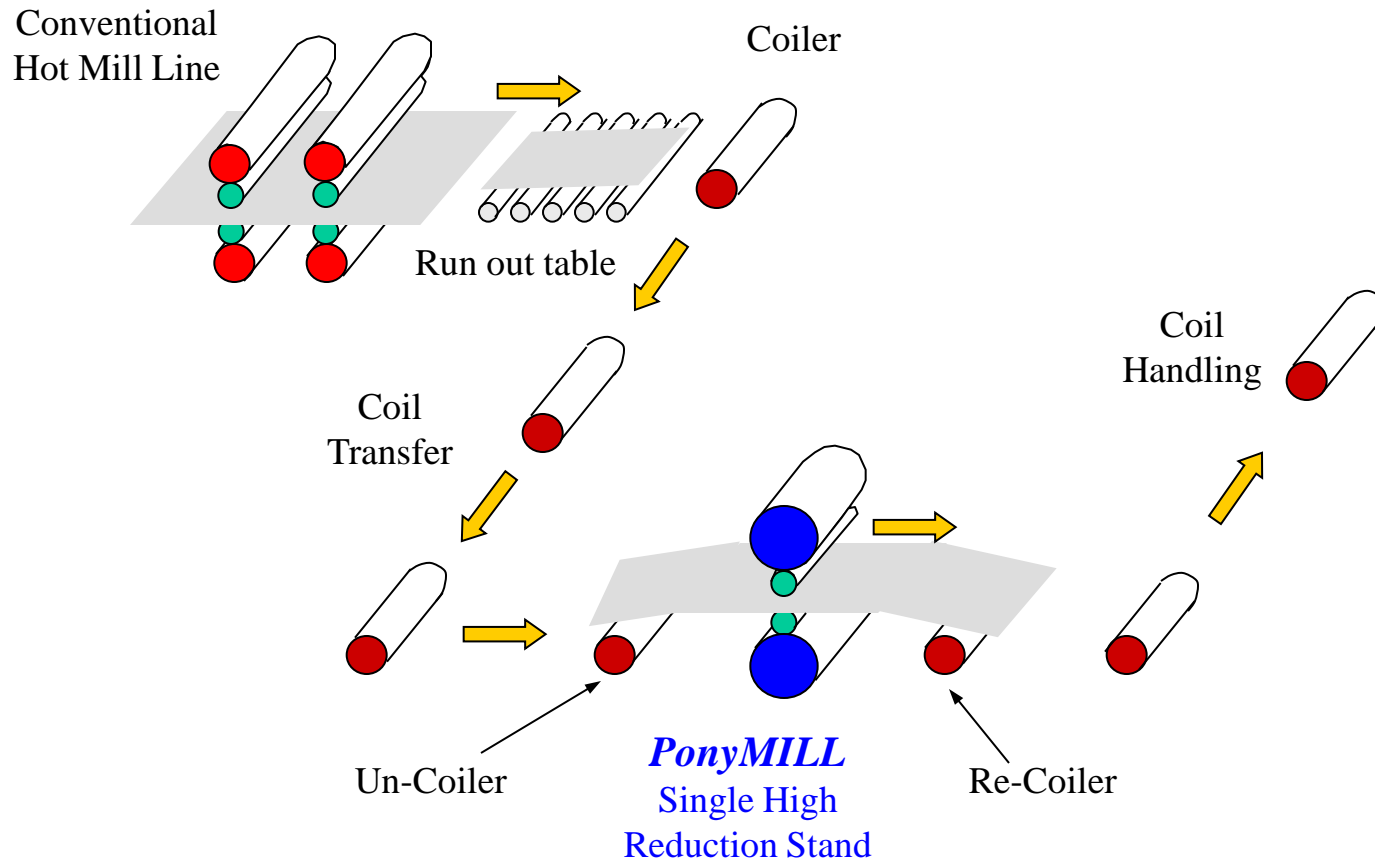 Conventional
Hot Mill Line
Coiler
Run out table
Coil
Handling
Coil
Transfer
Un-Coiler
PonyMILL
Single High
Reduction Stand
Re-Coiler